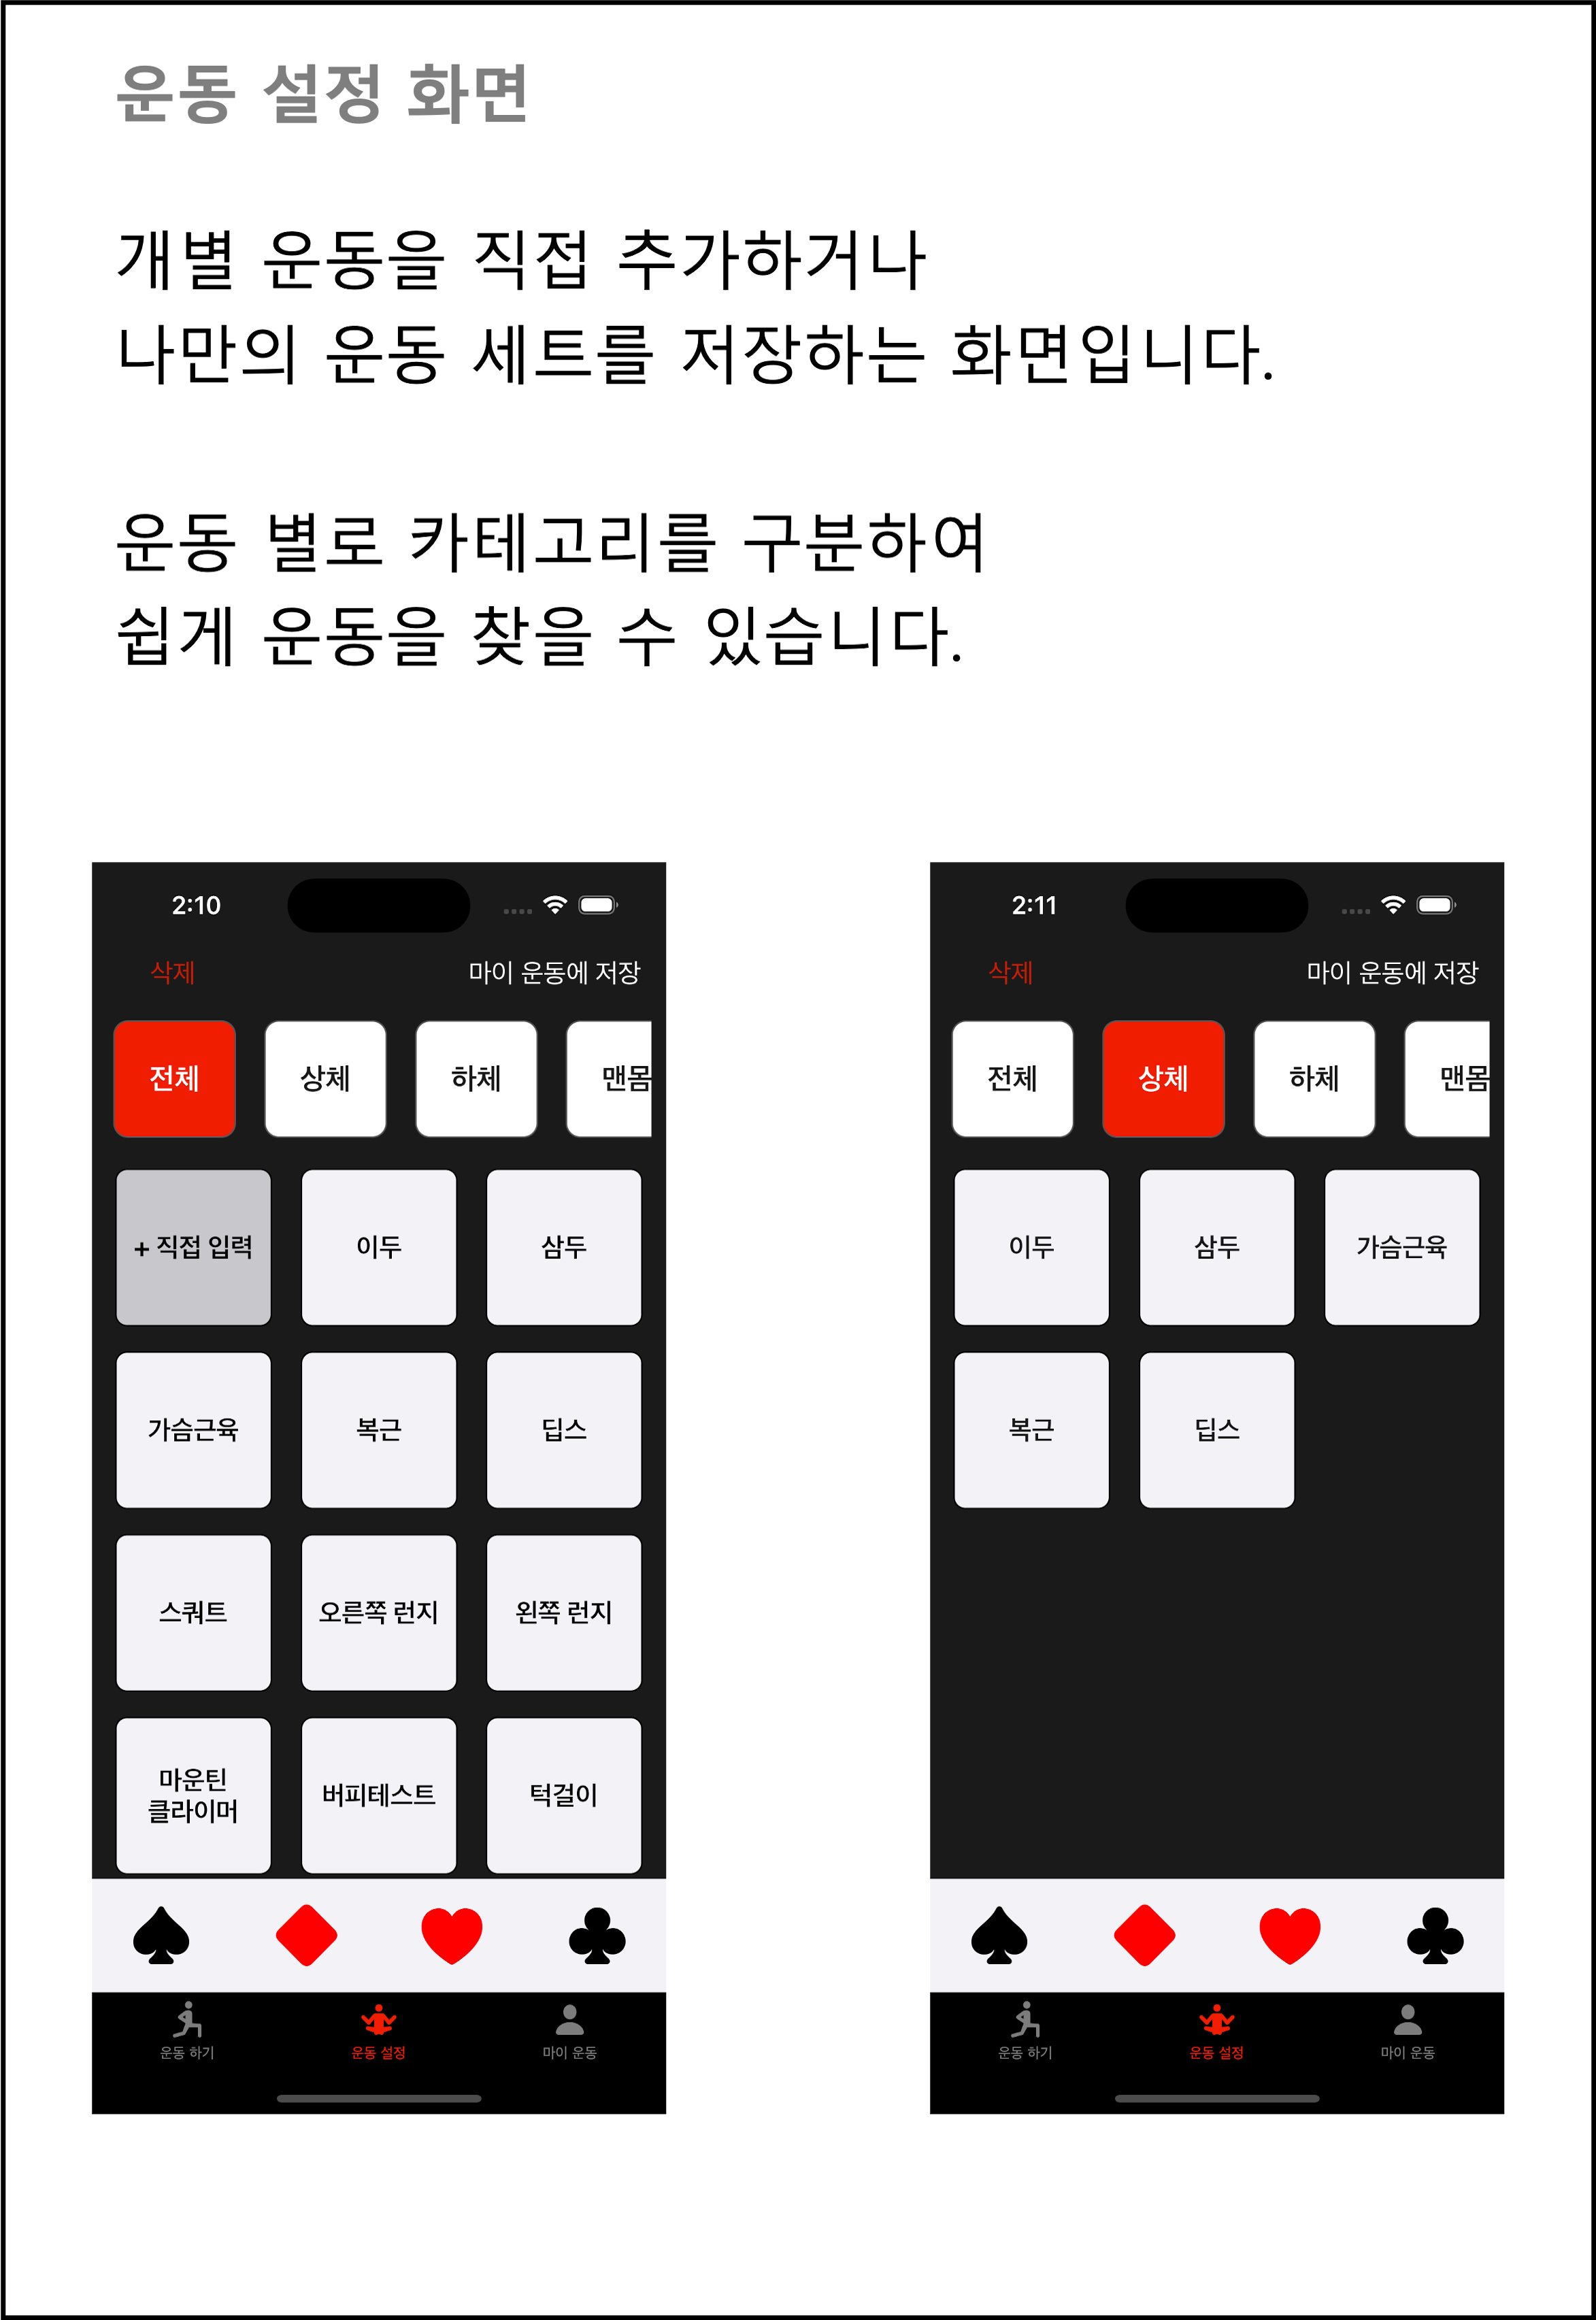 운동 설정 화면
개별 운동을 직접 추가하거나
나만의 운동 세트를 저장하는 화면입니다.
운동 별로 카테고리를 구분하여
쉽게 운동을 찾을 수 있습니다.
2:10
삭제 마이 운동에 저장
전체 상체 하체 맨몸
+ 직접 입력 이두 삼두
가슴근육 복근 딥스
스쿼트 오른쪽 런지 왼쪽 런지
마운틴
클라이머 버피테스트 턱걸이
운동 하기 운동 설정 마이 운동
2:11
삭제 마이 운동에 저장
전체 상체 하체 맨몸
이두 삼두 가슴근육
복근 딥스
운동 하기 운동 설정 마이 운동